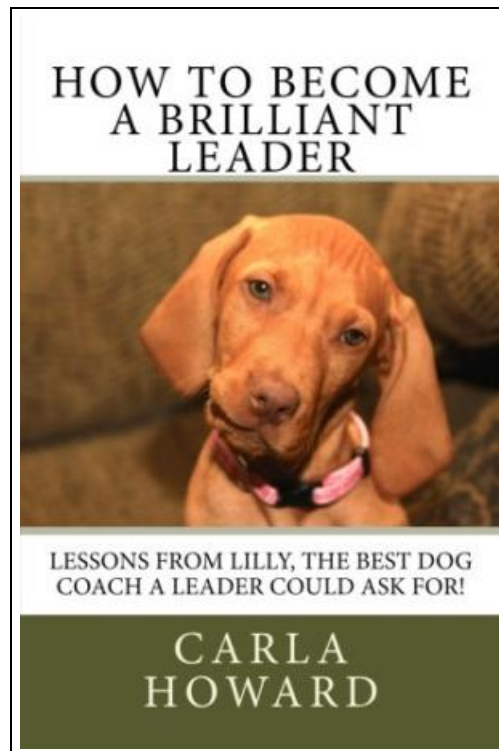 HOW TO BECOME
A BRILLIANT
LEADER
LESSONS FROM LILLY, THE BEST DOG
COACH A LEADER COULD ASK FOR!
CARLA
HOWARD